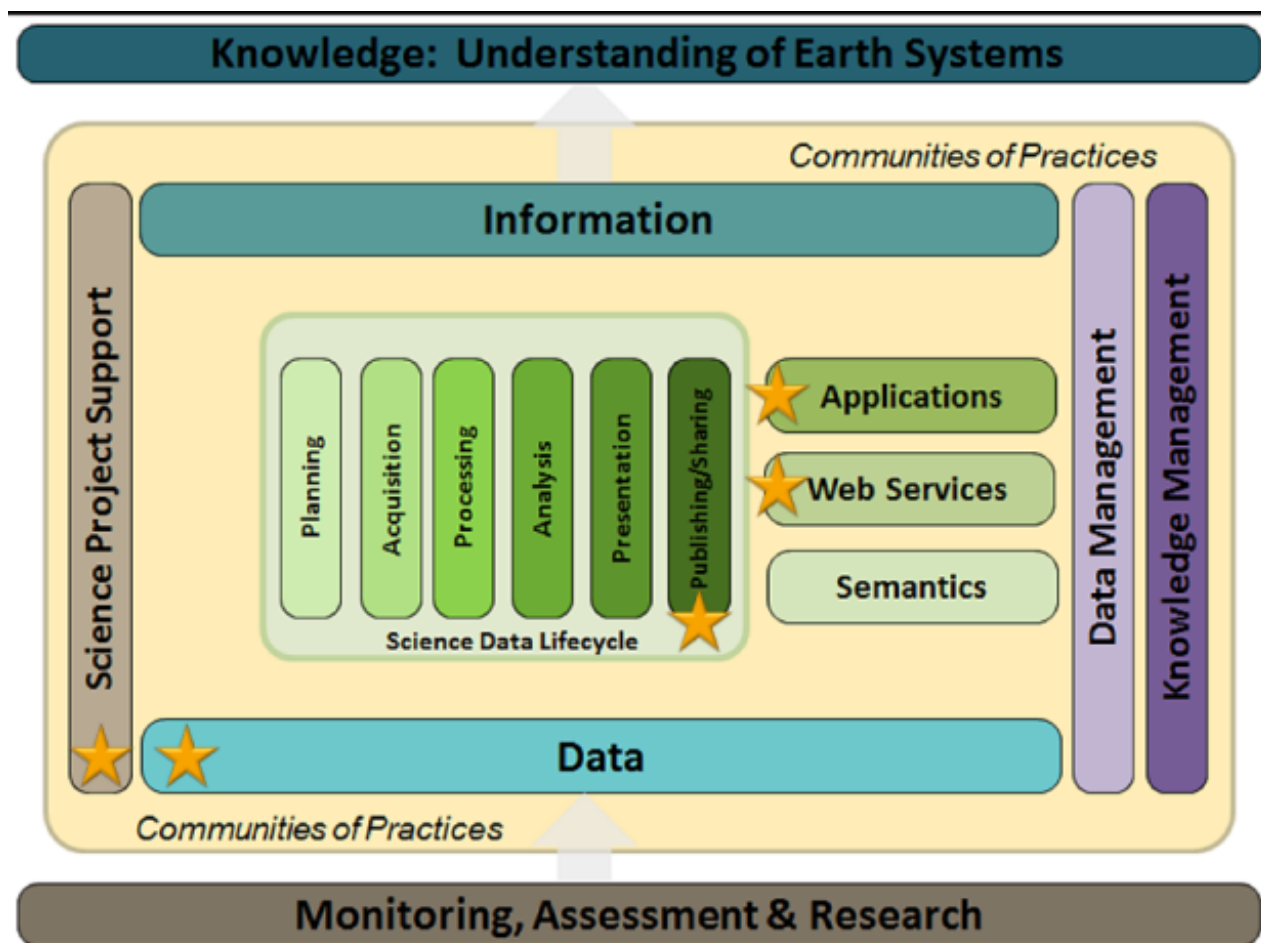 Knowledge: Understanding of Earth Systems
Communities of Practices
Science Project Support
Information
Planning
Acquisition
Processing
Analysis
Presentation
Publishing/Sharing
Science Data Lifecycle
Applications
Web Services
Semantics
Data Management
Knowledge Management
Data
Communities of Practices
Monitoring, Assessment & Research